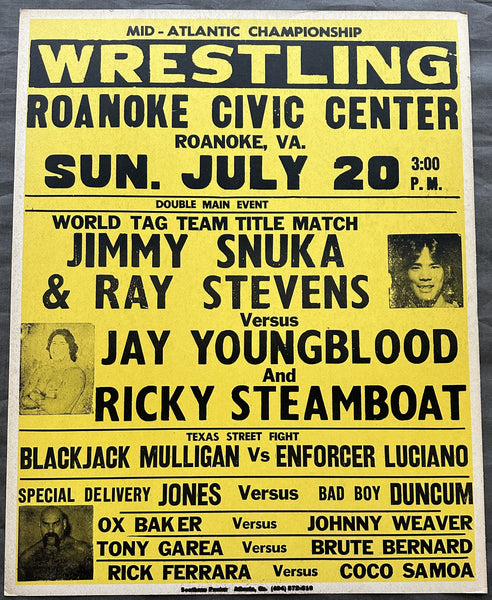 MID-ATLANTIC CHAMPIONSHIP
WRESTLING
ROANOKE CIVIC CENTER
ROANOKE, VA.
SUN. JULY 20 3:00 P.M.
DOUBLE MAIN EVENT
WORLD TAG TEAM TITLE MATCH
JIMMY SNUKA
& RAY STEVENS
Versus
JAY YOUNGBLOOD
And
RICKY STEAMBOAT
TEXAS STREET FIGHT
BLACKJACK MULLIGAN Vs ENFORCER LUCIANO
SPECIAL DELIVERY JONES Versus BAD BOY DUNCUM
OX BAKER Versus JOHNNY WEAVER
TONY GAREA Versus BRUTE BERNARD
RICK FERRARA Versus COCO SAMOA
Atlanta, Ga.